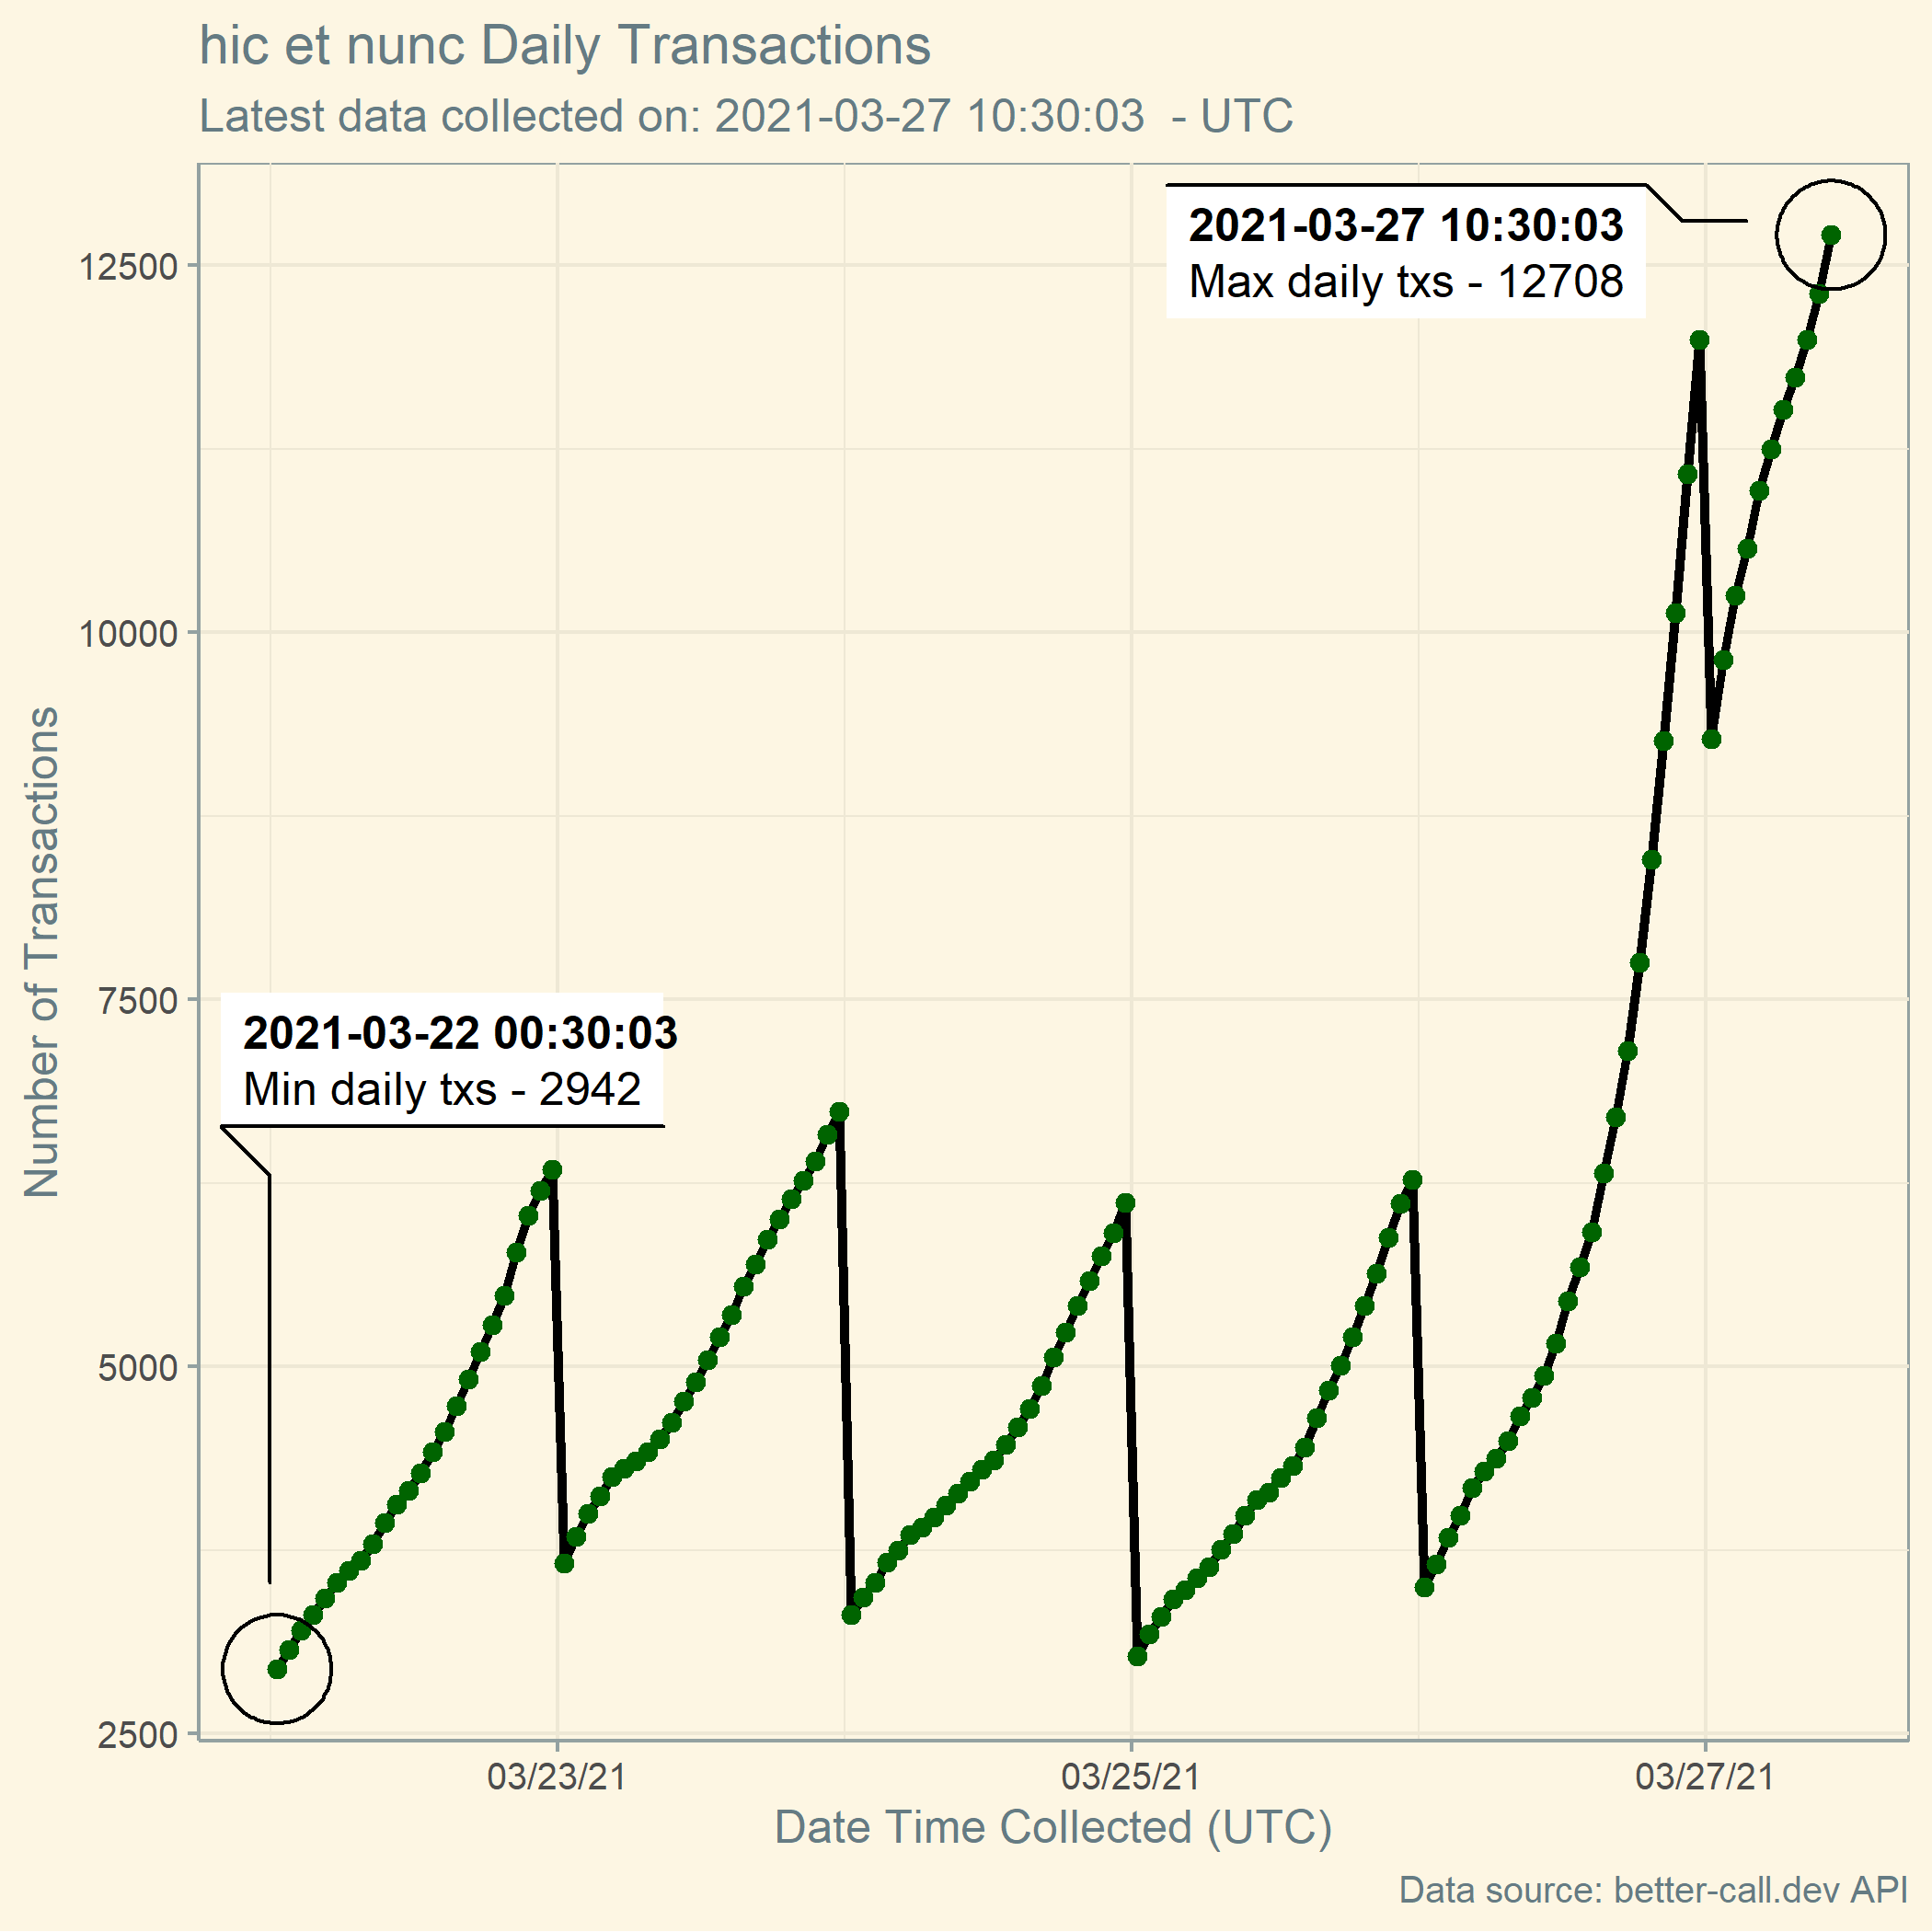 hic et nunc Daily Transactions
Latest data collected on: 2021-03-27 10:30:03  - UTC
2021-03-27 10:30:03
Max daily txs - 12708
2021-03-22 00:30:03
Min daily txs - 2942
Number of Transactions
12500
10000
7500
5000
2500
03/23/21
03/25/21
03/27/21
Date Time Collected (UTC)
Data source: better-call.dev API